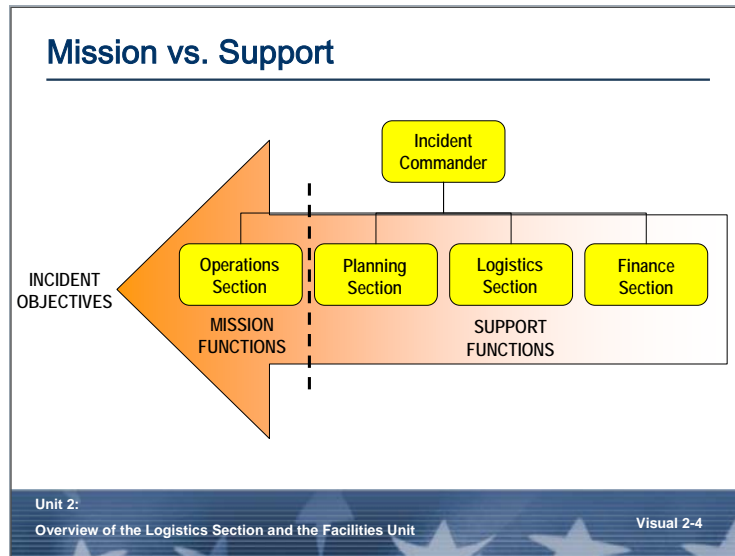 Mission vs. Support
Incident
Commander
Operations
Section
Planning
Section
Logistics
Section
Finance
Section
INCIDENT
OBJECTIVES
MISSION
FUNCTIONS
SUPPORT
FUNCTIONS
Unit 2:
Overview of the Logistics Section and the Facilities Unit
Visual 2-4